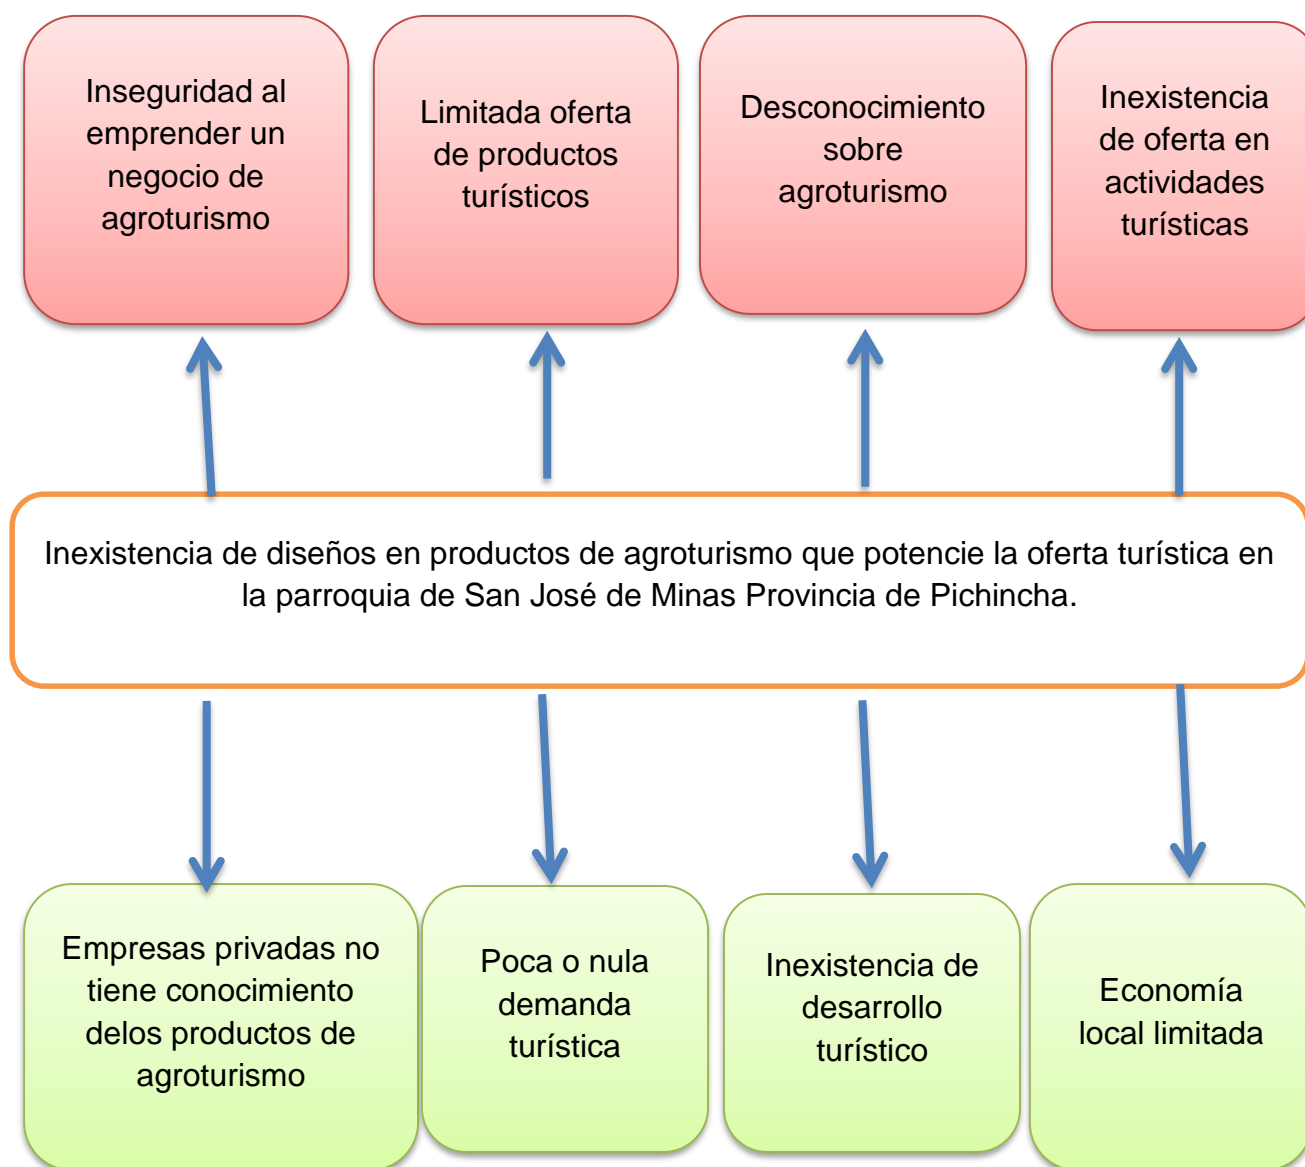 Inseguridad al
emprender un
negocio de
agroturismo
Limitada oferta
de productos
turísticos
Desconocimiento
sobre
agroturismo
Inexistencia
de oferta en
actividades
turísticas
Inexistencia de diseños en productos de agroturismo que potencie la oferta turística en
la parroquia de San José de Minas Provincia de Pichincha.
Empresas privadas no
tiene conocimiento
delos productos de
agroturismo
Poca o nula
demanda
turística
Inexistencia de
desarrollo
turístico
Economía
local limitada